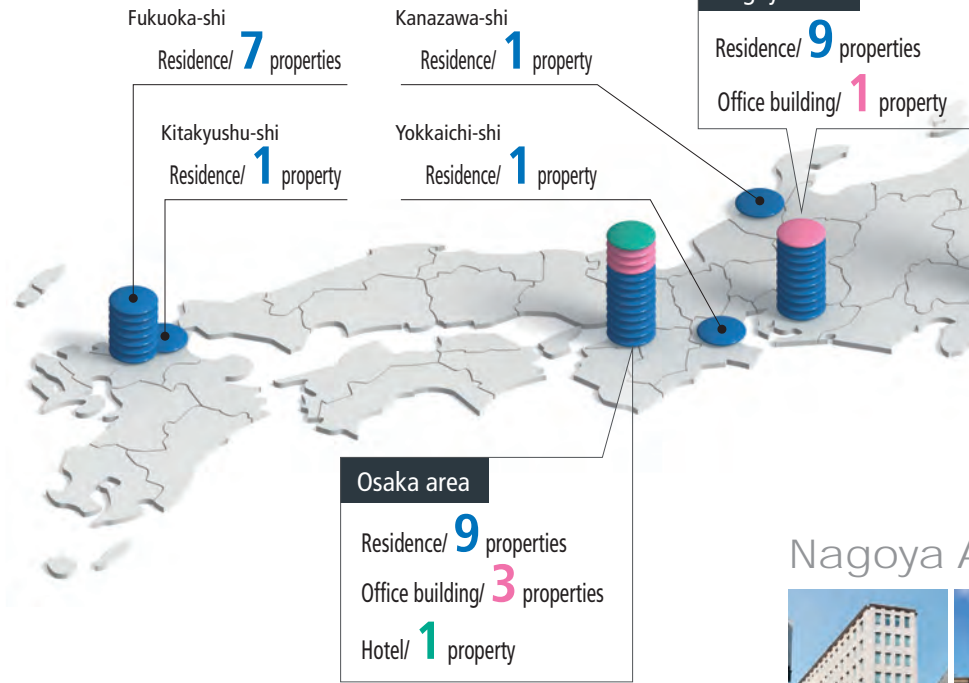 Fukuoka-shi
Residence/ 7 properties
Kitakyushu-shi
Residence/ 1 property
Kanazawa-shi
Residence/ 1 property
Yokkaichi-shi
Residence/ 1 property
Residence/ 9 properties
Office building/ 1 property
Osaka area
Residence/ 9 properties
Office building/ 3 properties
Hotel/ 1 property
Nagoya A